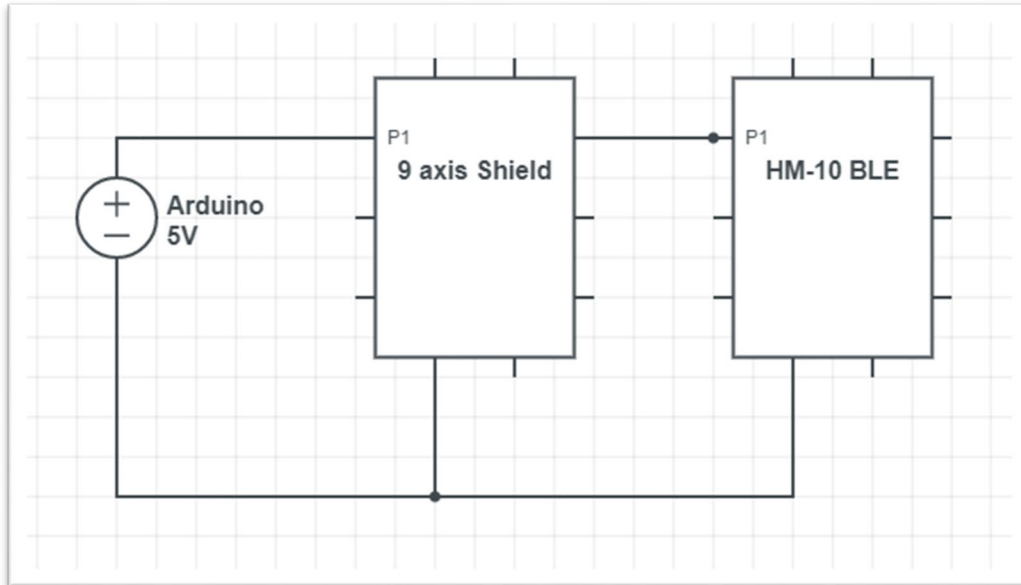 P1
9 axis Shield
P1
HM-10 BLE
Arduino
5V